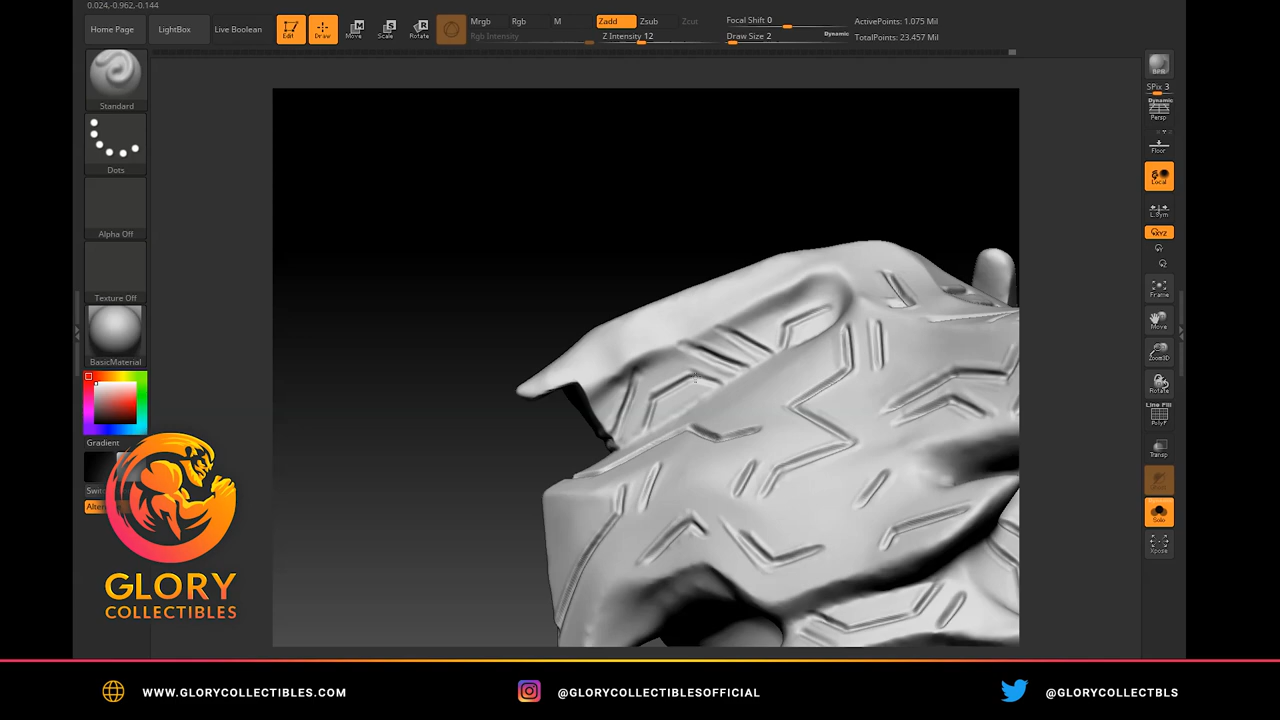 0.024,-0.962,-0.144
Home Page LightBox Live Boolean Edit Draw Move Scale Rotate Mrgb Rgb M Zadd Zsub Zcut Focal Shift 0 ActivePoints: 1.075 Mil
Rgb Intensity Z Intensity 12 Draw Size 2 Dynamic TotalPoints: 23.457 Mil
Standard
Dots
Alpha Off
Texture Off
BasicMaterial
Gradient
BPR
SPix 3
Dynamic
Persp
Floor
Local
L.Sym
XYZ
Y
Z
Frame
Move
Zoom3D
Rotate
Line Fill
PolyF
Transp
Solo
Xpose
GLORY
COLLECTIBLES
WWW.GLORYCOLLECTIBLES.COM @GLORYCOLLECTIBLESOFFICIAL @GLORYCOLLECTBLS